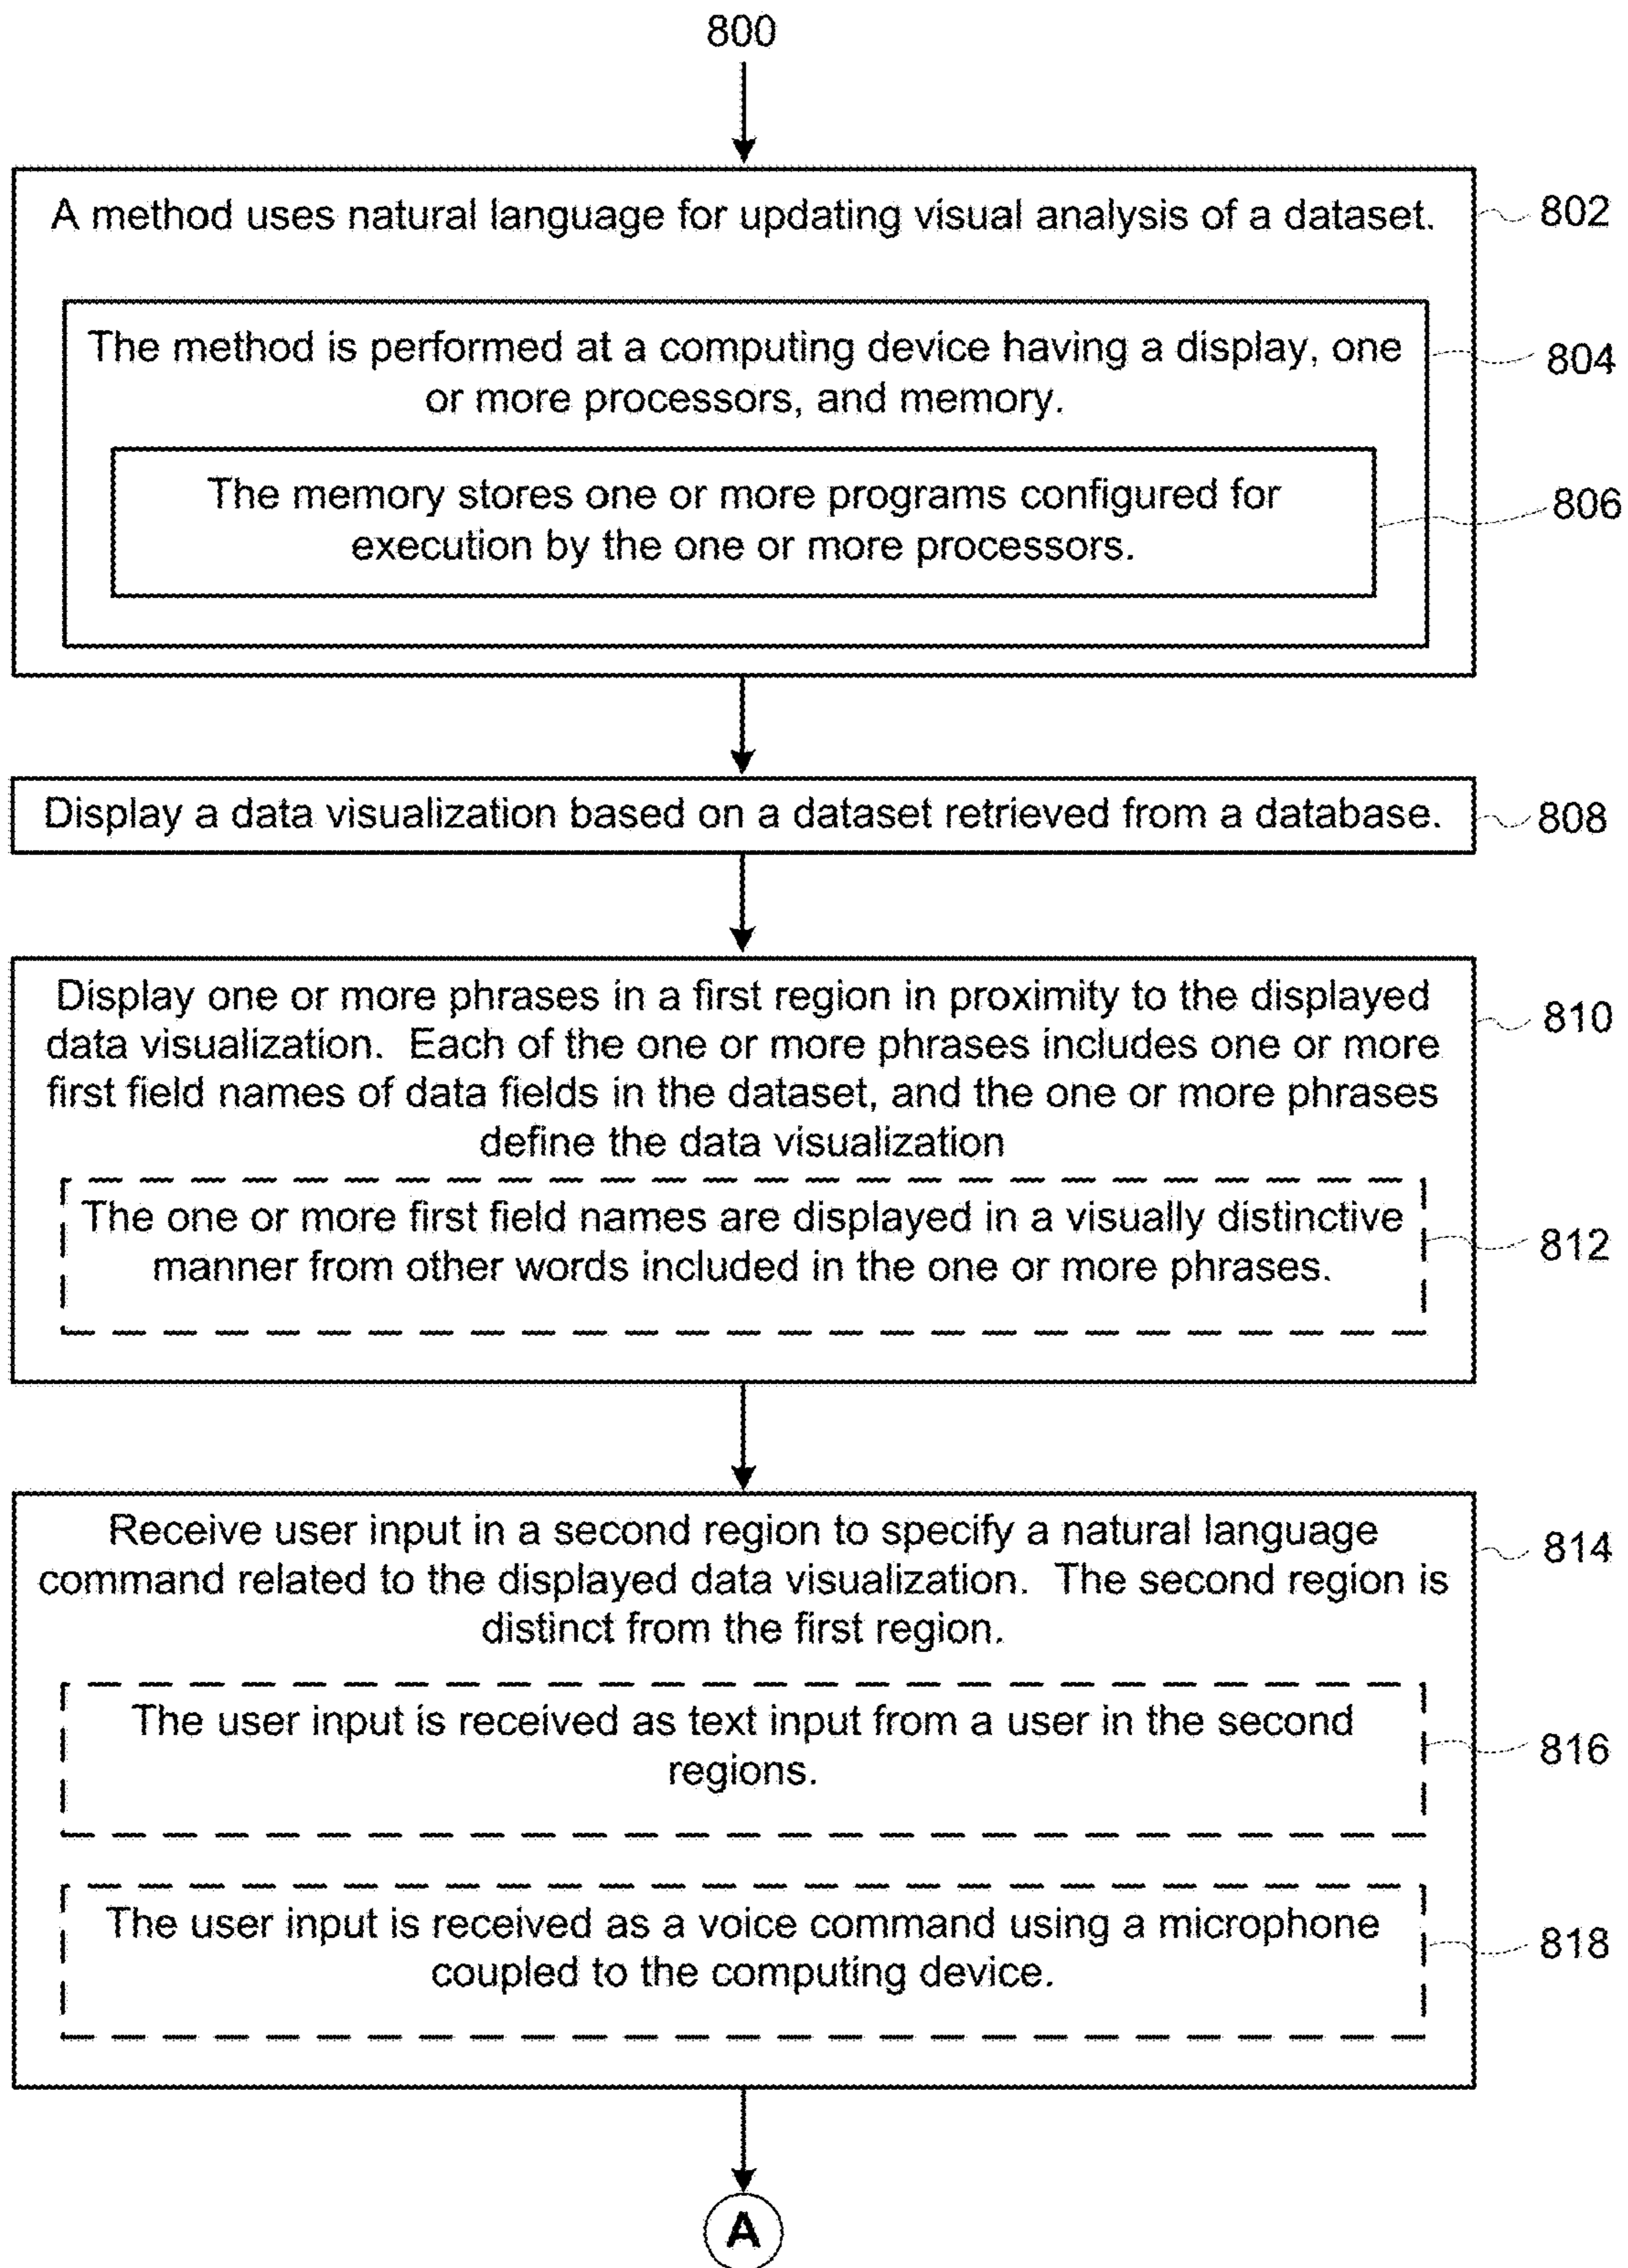 800
A method uses natural language for updating visual analysis of a dataset.
802
The method is performed at a computing device having a display, one
or more processors, and memory.
804
The memory stores one or more programs configured for
execution by the one or more processors.
806
Display a data visualization based on a dataset retrieved from a database.
808
Display one or more phrases in a first region in proximity to the displayed
data visualization.  Each of the one or more phrases includes one or more
first field names of data fields in the dataset, and the one or more phrases
define the data visualization
810
The one or more first field names are displayed in a visually distinctive
manner from other words included in the one or more phrases.
812
Receive user input in a second region to specify a natural language
command related to the displayed data visualization.  The second region is
distinct from the first region.
814
The user input is received as text input from a user in the second
regions.
816
The user input is received as a voice command using a microphone
coupled to the computing device.
818
A